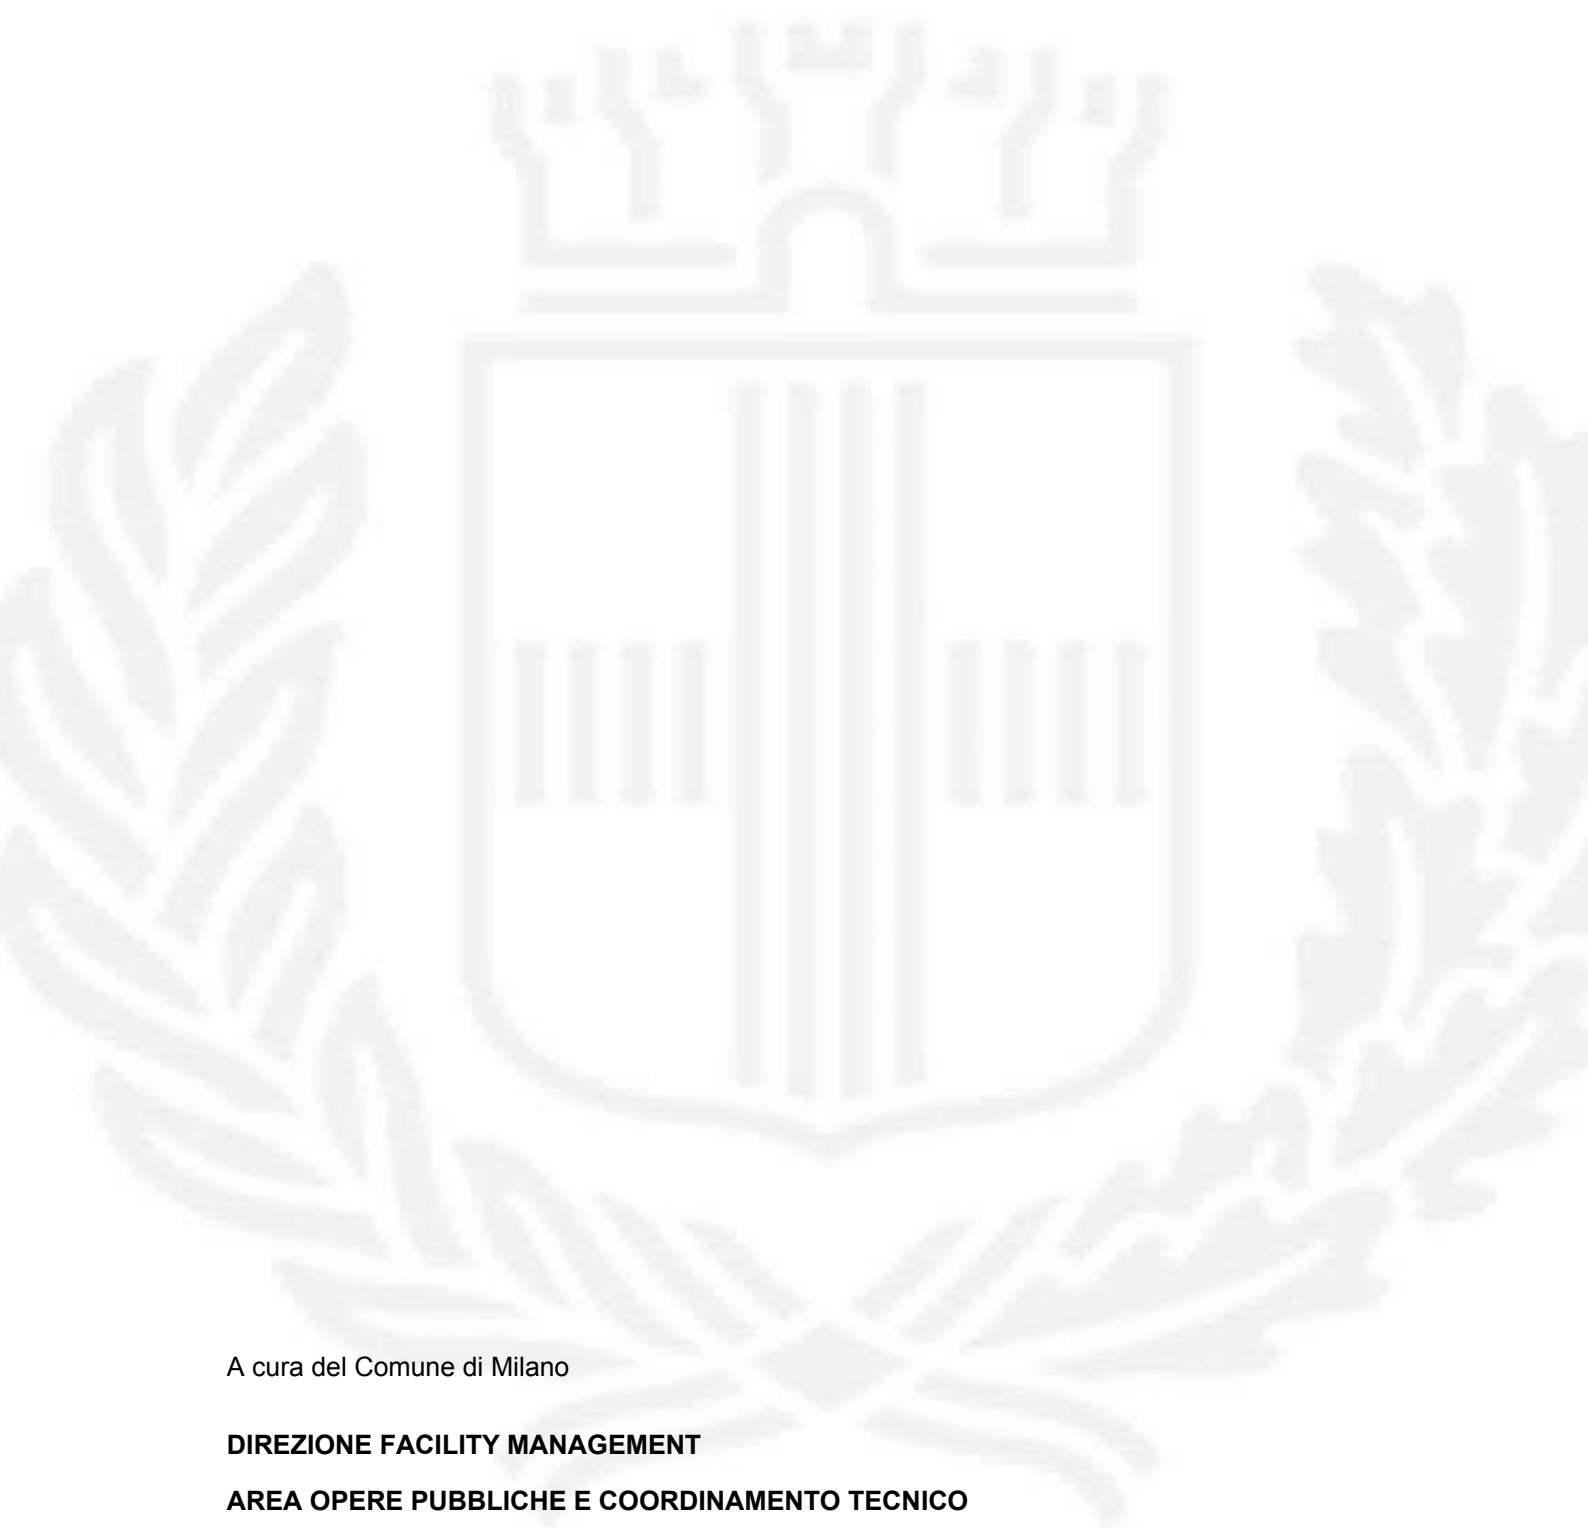 A cura del Comune di Milano
DIREZIONE FACILITY MANAGEMENT
AREA OPERE PUBBLICHE E COORDINAMENTO TECNICO